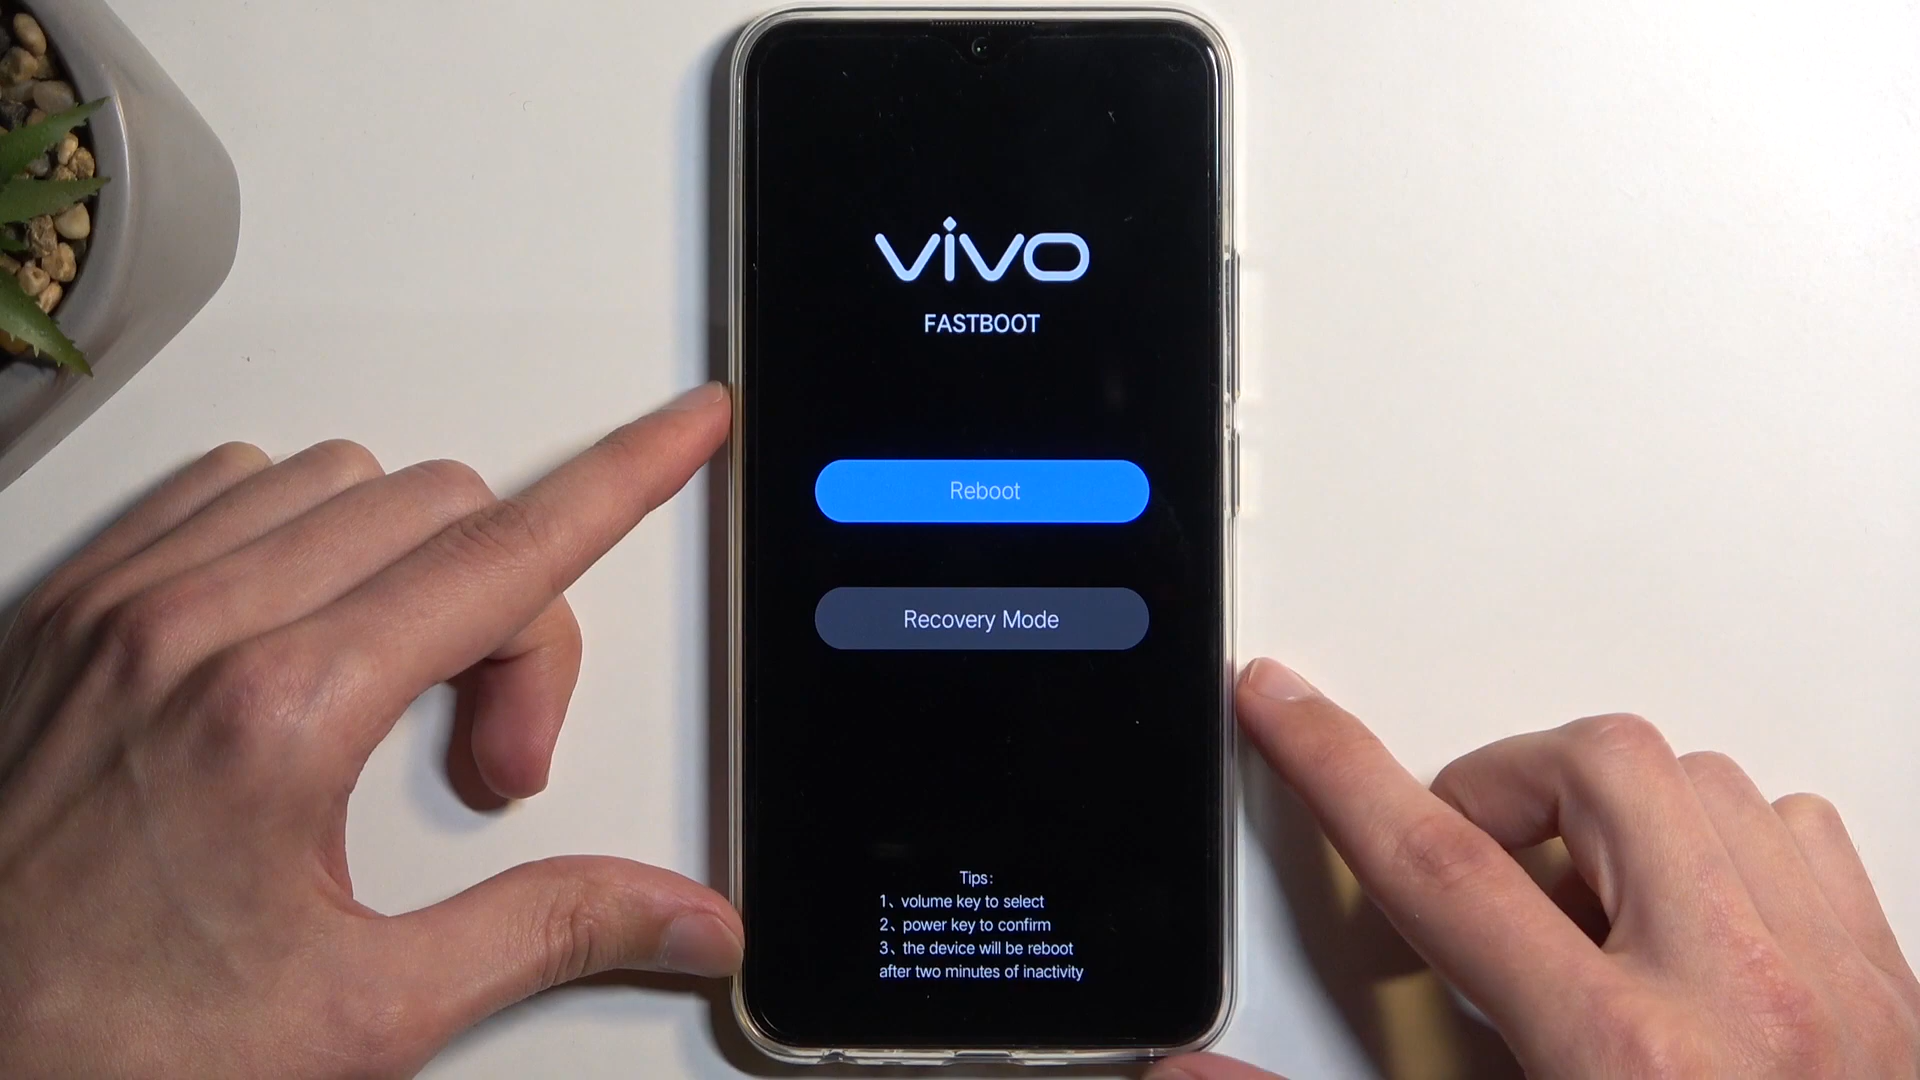 vivo
FASTBOOT
Reboot
Recovery Mode
Tips:
1、volume key to select
2、power key to confirm
3、the device will be reboot
after two minutes of inactivity